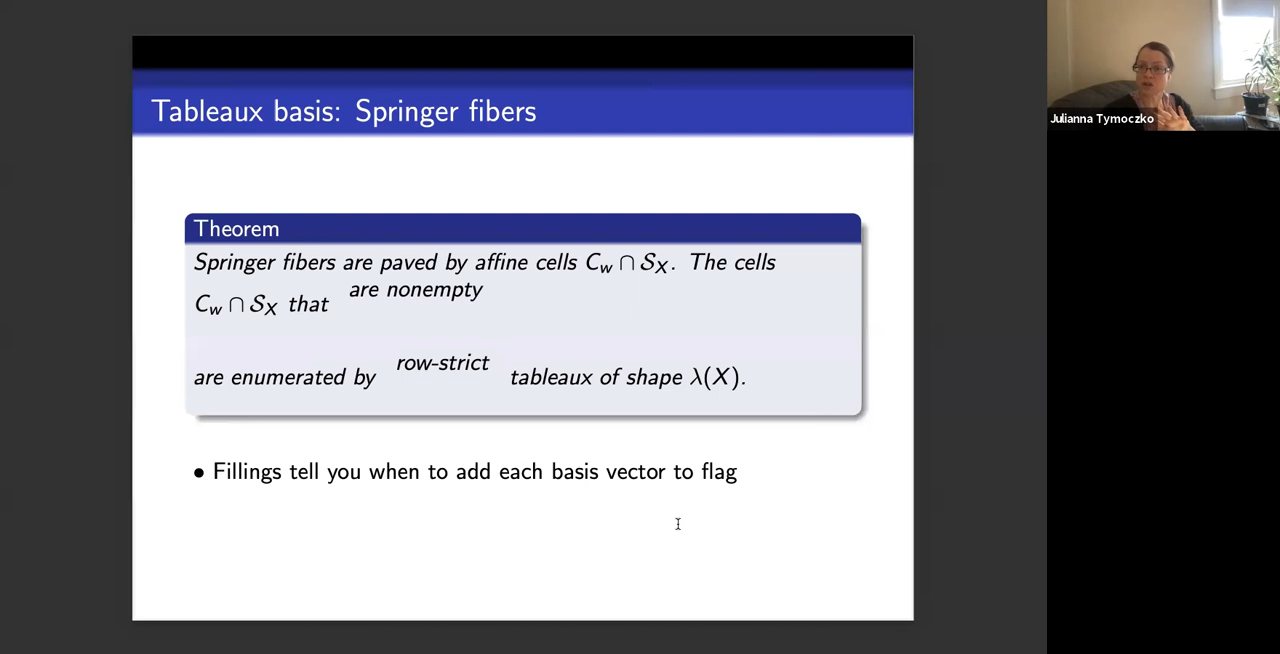 Tableaux basis: Springer fibers
Theorem
Springer fibers are paved by affine cells C_w ∩ S_X. The cells
C_w ∩ S_X that are nonempty
are enumerated by row-strict tableaux of shape λ(X).
• Fillings tell you when to add each basis vector to flag
Julianna Tymoczko